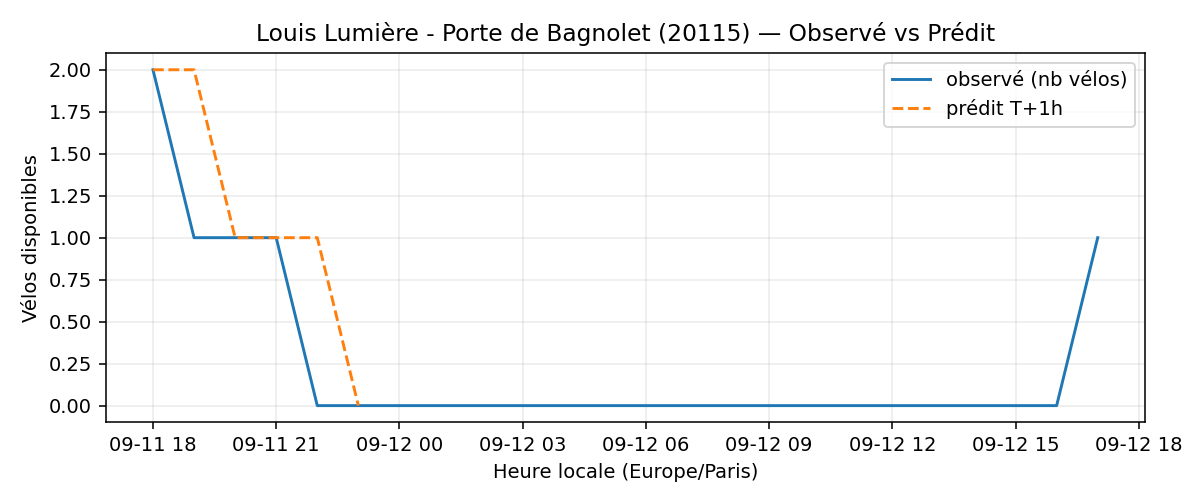 Louis Lumière - Porte de Bagnolet (20115) — Observé vs Prédit
observé (nb vélos)
prédit T+1h
Vélos disponibles
2.00
1.75
1.50
1.25
1.00
0.75
0.50
0.25
0.00
09-11 18 09-11 21 09-12 00 09-12 03 09-12 06 09-12 09 09-12 12 09-12 15 09-12 18
Heure locale (Europe/Paris)